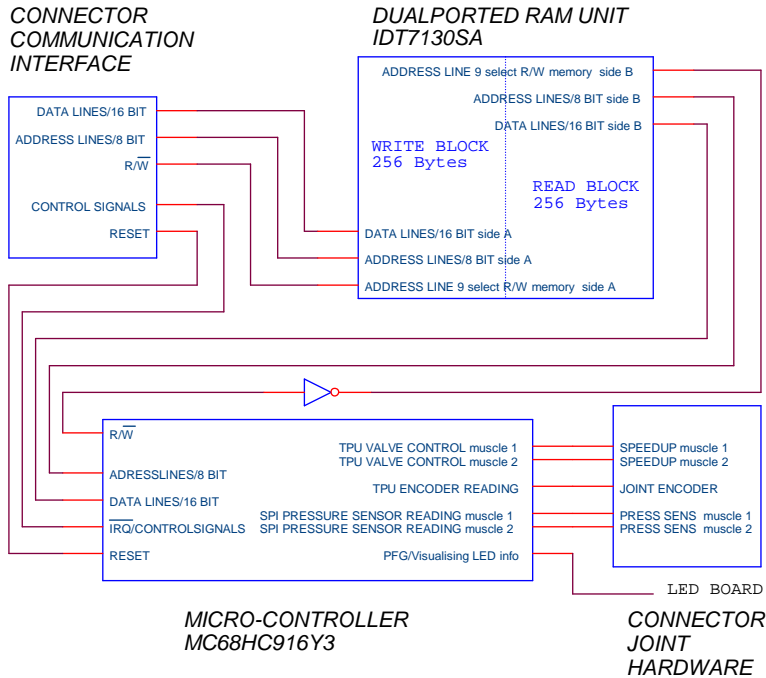 CONNECTOR
COMMUNICATION
INTERFACE
DATA LINES/16 BIT
ADDRESS LINES/8 BIT
R/W̅
CONTROL SIGNALS
RESET
DUALPORTED RAM UNIT
IDT7130SA
ADDRESS LINE 9 select R/W memory side B
ADDRESS LINES/8 BIT side B
DATA LINES/16 BIT side B
WRITE BLOCK
256 Bytes
READ BLOCK
256 Bytes
DATA LINES/16 BIT side A
ADDRESS LINES/8 BIT side A
ADDRESS LINE 9 select R/W memory side A
R/W̅
ADRESSLINES/8 BIT
DATA LINES/16 BIT
I̅R̅Q̅/CONTROLSIGNALS
RESET
TPU VALVE CONTROL muscle 1
TPU VALVE CONTROL muscle 2
TPU ENCODER READING
SPI PRESSURE SENSOR READING muscle 1
SPI PRESSURE SENSOR READING muscle 2
PFG/Visualising LED info
SPEEDUP muscle 1
SPEEDUP muscle 2
JOINT ENCODER
PRESS SENS muscle 1
PRESS SENS muscle 2
LED BOARD
MICRO-CONTROLLER
MC68HC916Y3
CONNECTOR
JOINT
HARDWARE